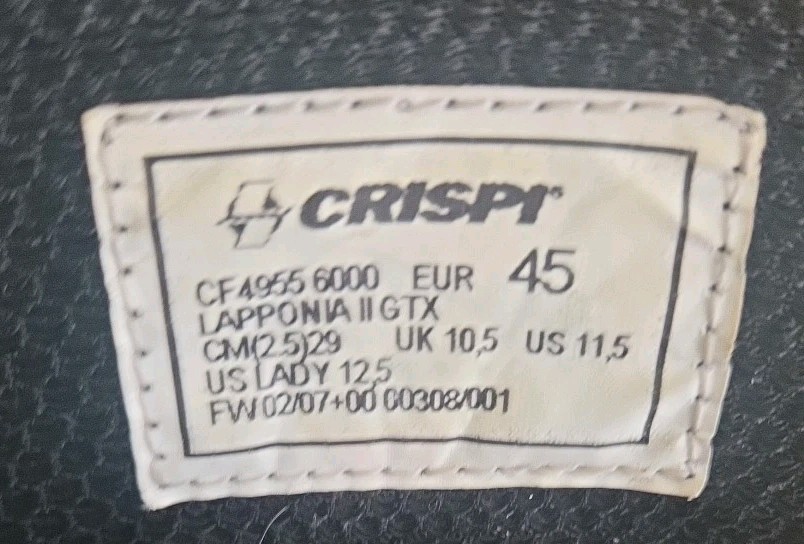 CRISPI®
CF4955 6000 EUR 45
LAPPONIA II GTX
CM(2.5)29 UK 10,5 US 11,5
US LADY 12,5
FW 02/07+00 00308/001